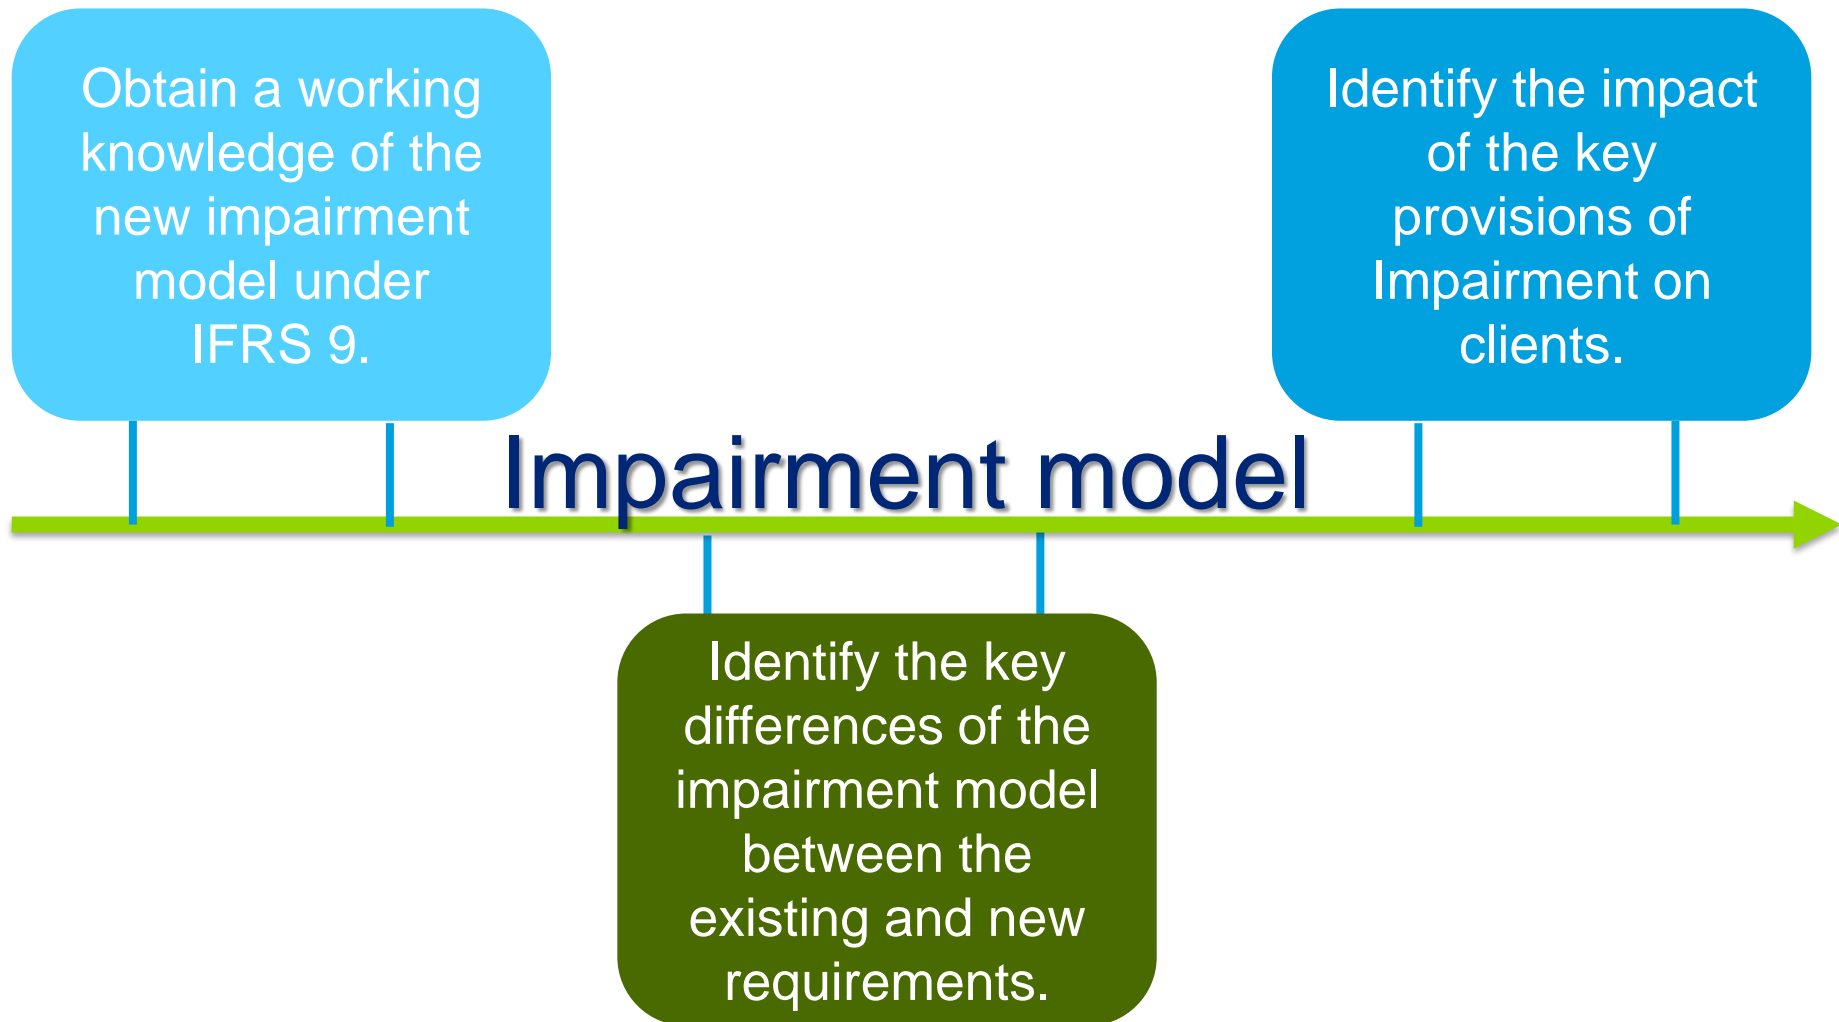 Obtain a working
knowledge of the
new impairment
model under
IFRS 9.
Identify the impact
of the key
provisions of
Impairment on
clients.
Impairment model
Identify the key
differences of the
impairment model
between the
existing and new
requirements.